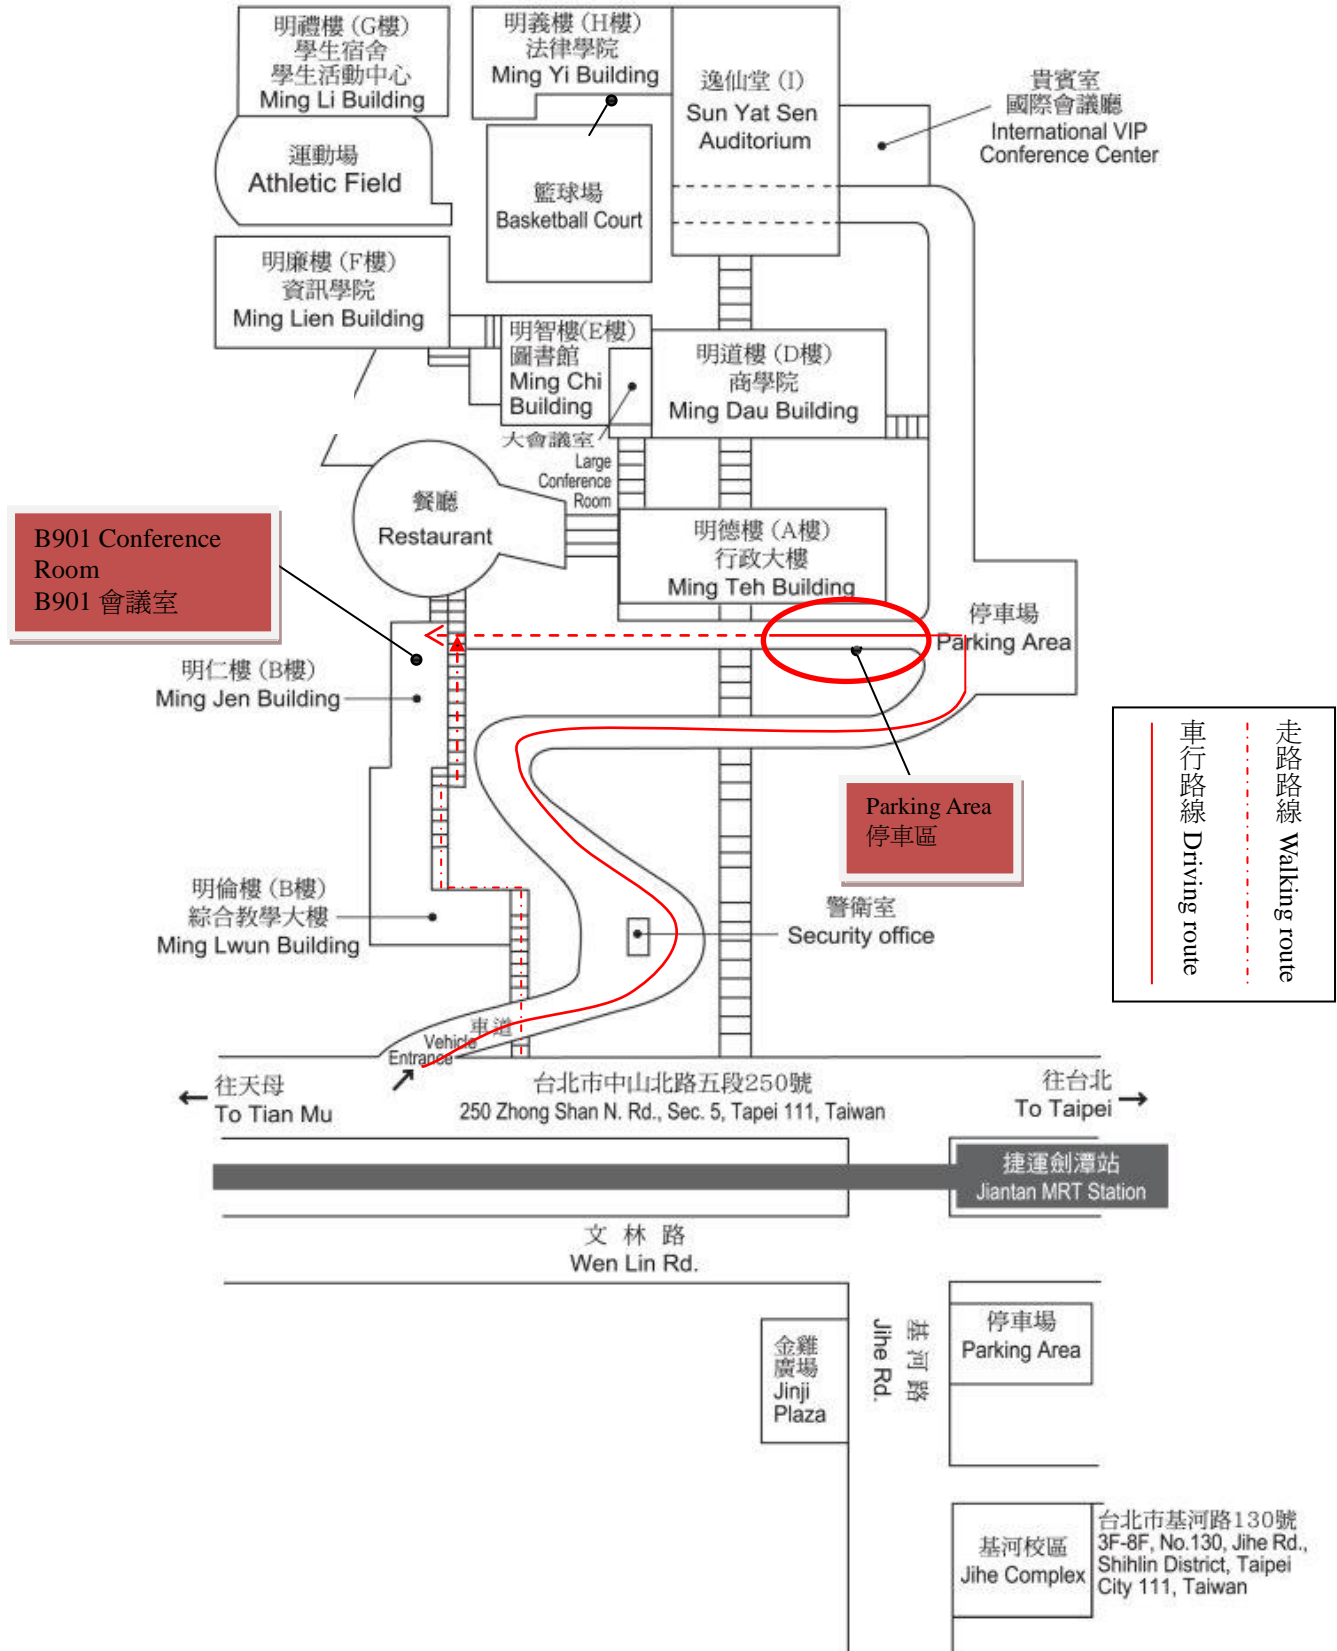 明禮樓 (G樓)
學生宿舍
學生活動中心
Ming Li Building
明義樓 (H樓)
法律學院
Ming Yi Building
逸仙堂 (I)
Sun Yat Sen
Auditorium
貴賓室
國際會議廳
International VIP
Conference Center
運動場
Athletic Field
籃球場
Basketball Court
明廉樓 (F樓)
資訊學院
Ming Lien Building
明智樓(E樓)
圖書館
Ming Chi
Building
明道樓 (D樓)
商學院
Ming Dau Building
大會議室
Large
Conference
Room
餐廳
Restaurant
明德樓 (A樓)
行政大樓
Ming Teh Building
B901 Conference
Room
B901 會議室
停車場
Parking Area
明仁樓 (B樓)
Ming Jen Building
Parking Area
停車區
車行路線 Driving route
走路路線 Walking route
明倫樓 (B樓)
綜合教學大樓
Ming Lwun Building
警衛室
Security office
車道
Vehicle
Entrance
往天母
To Tian Mu
台北市中山北路五段250號
250 Zhong Shan N. Rd., Sec. 5, Tapei 111, Taiwan
往台北
To Taipei
捷運劍潭站
Jiantan MRT Station
文林路
Wen Lin Rd.
金雞
廣場
Jinji
Plaza
基河路
Jihe Rd.
停車場
Parking Area
基河校區
Jihe Complex
台北市基河路130號
3F-8F, No.130, Jihe Rd.,
Shihlin District, Taipei
City 111, Taiwan